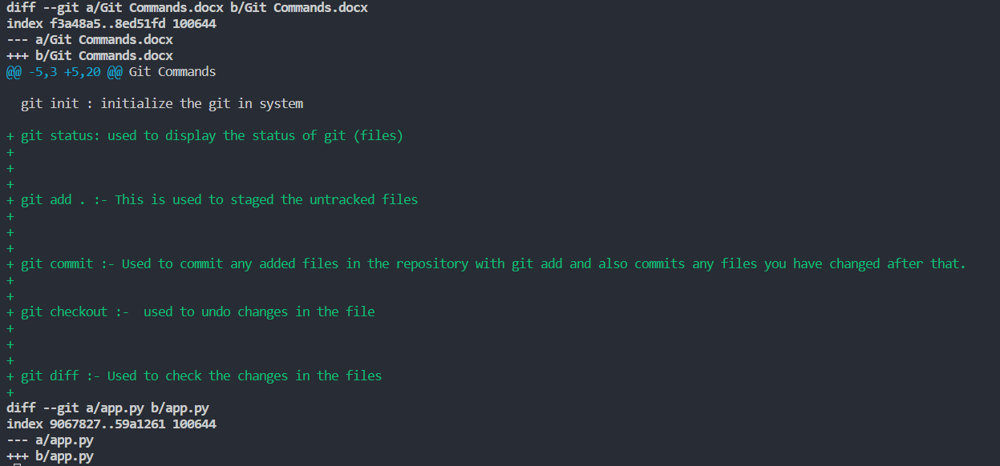 diff --git a/Git Commands.docx b/Git Commands.docx
index f3a48a5..8ed51fd 100644
--- a/Git Commands.docx
+++ b/Git Commands.docx
@@ -5,3 +5,20 @@ Git Commands
  git init : initialize the git in system
+ git status: used to display the status of git (files)
+
+
+
+ git add . :- This is used to staged the untracked files
+
+
+
+ git commit :- Used to commit any added files in the repository with git add and also commits any files you have changed after that.
+
+
+ git checkout :-  used to undo changes in the file
+
+
+
+ git diff :- Used to check the changes in the files
+
diff --git a/app.py b/app.py
index 9067827..59a1261 100644
--- a/app.py
+++ b/app.py